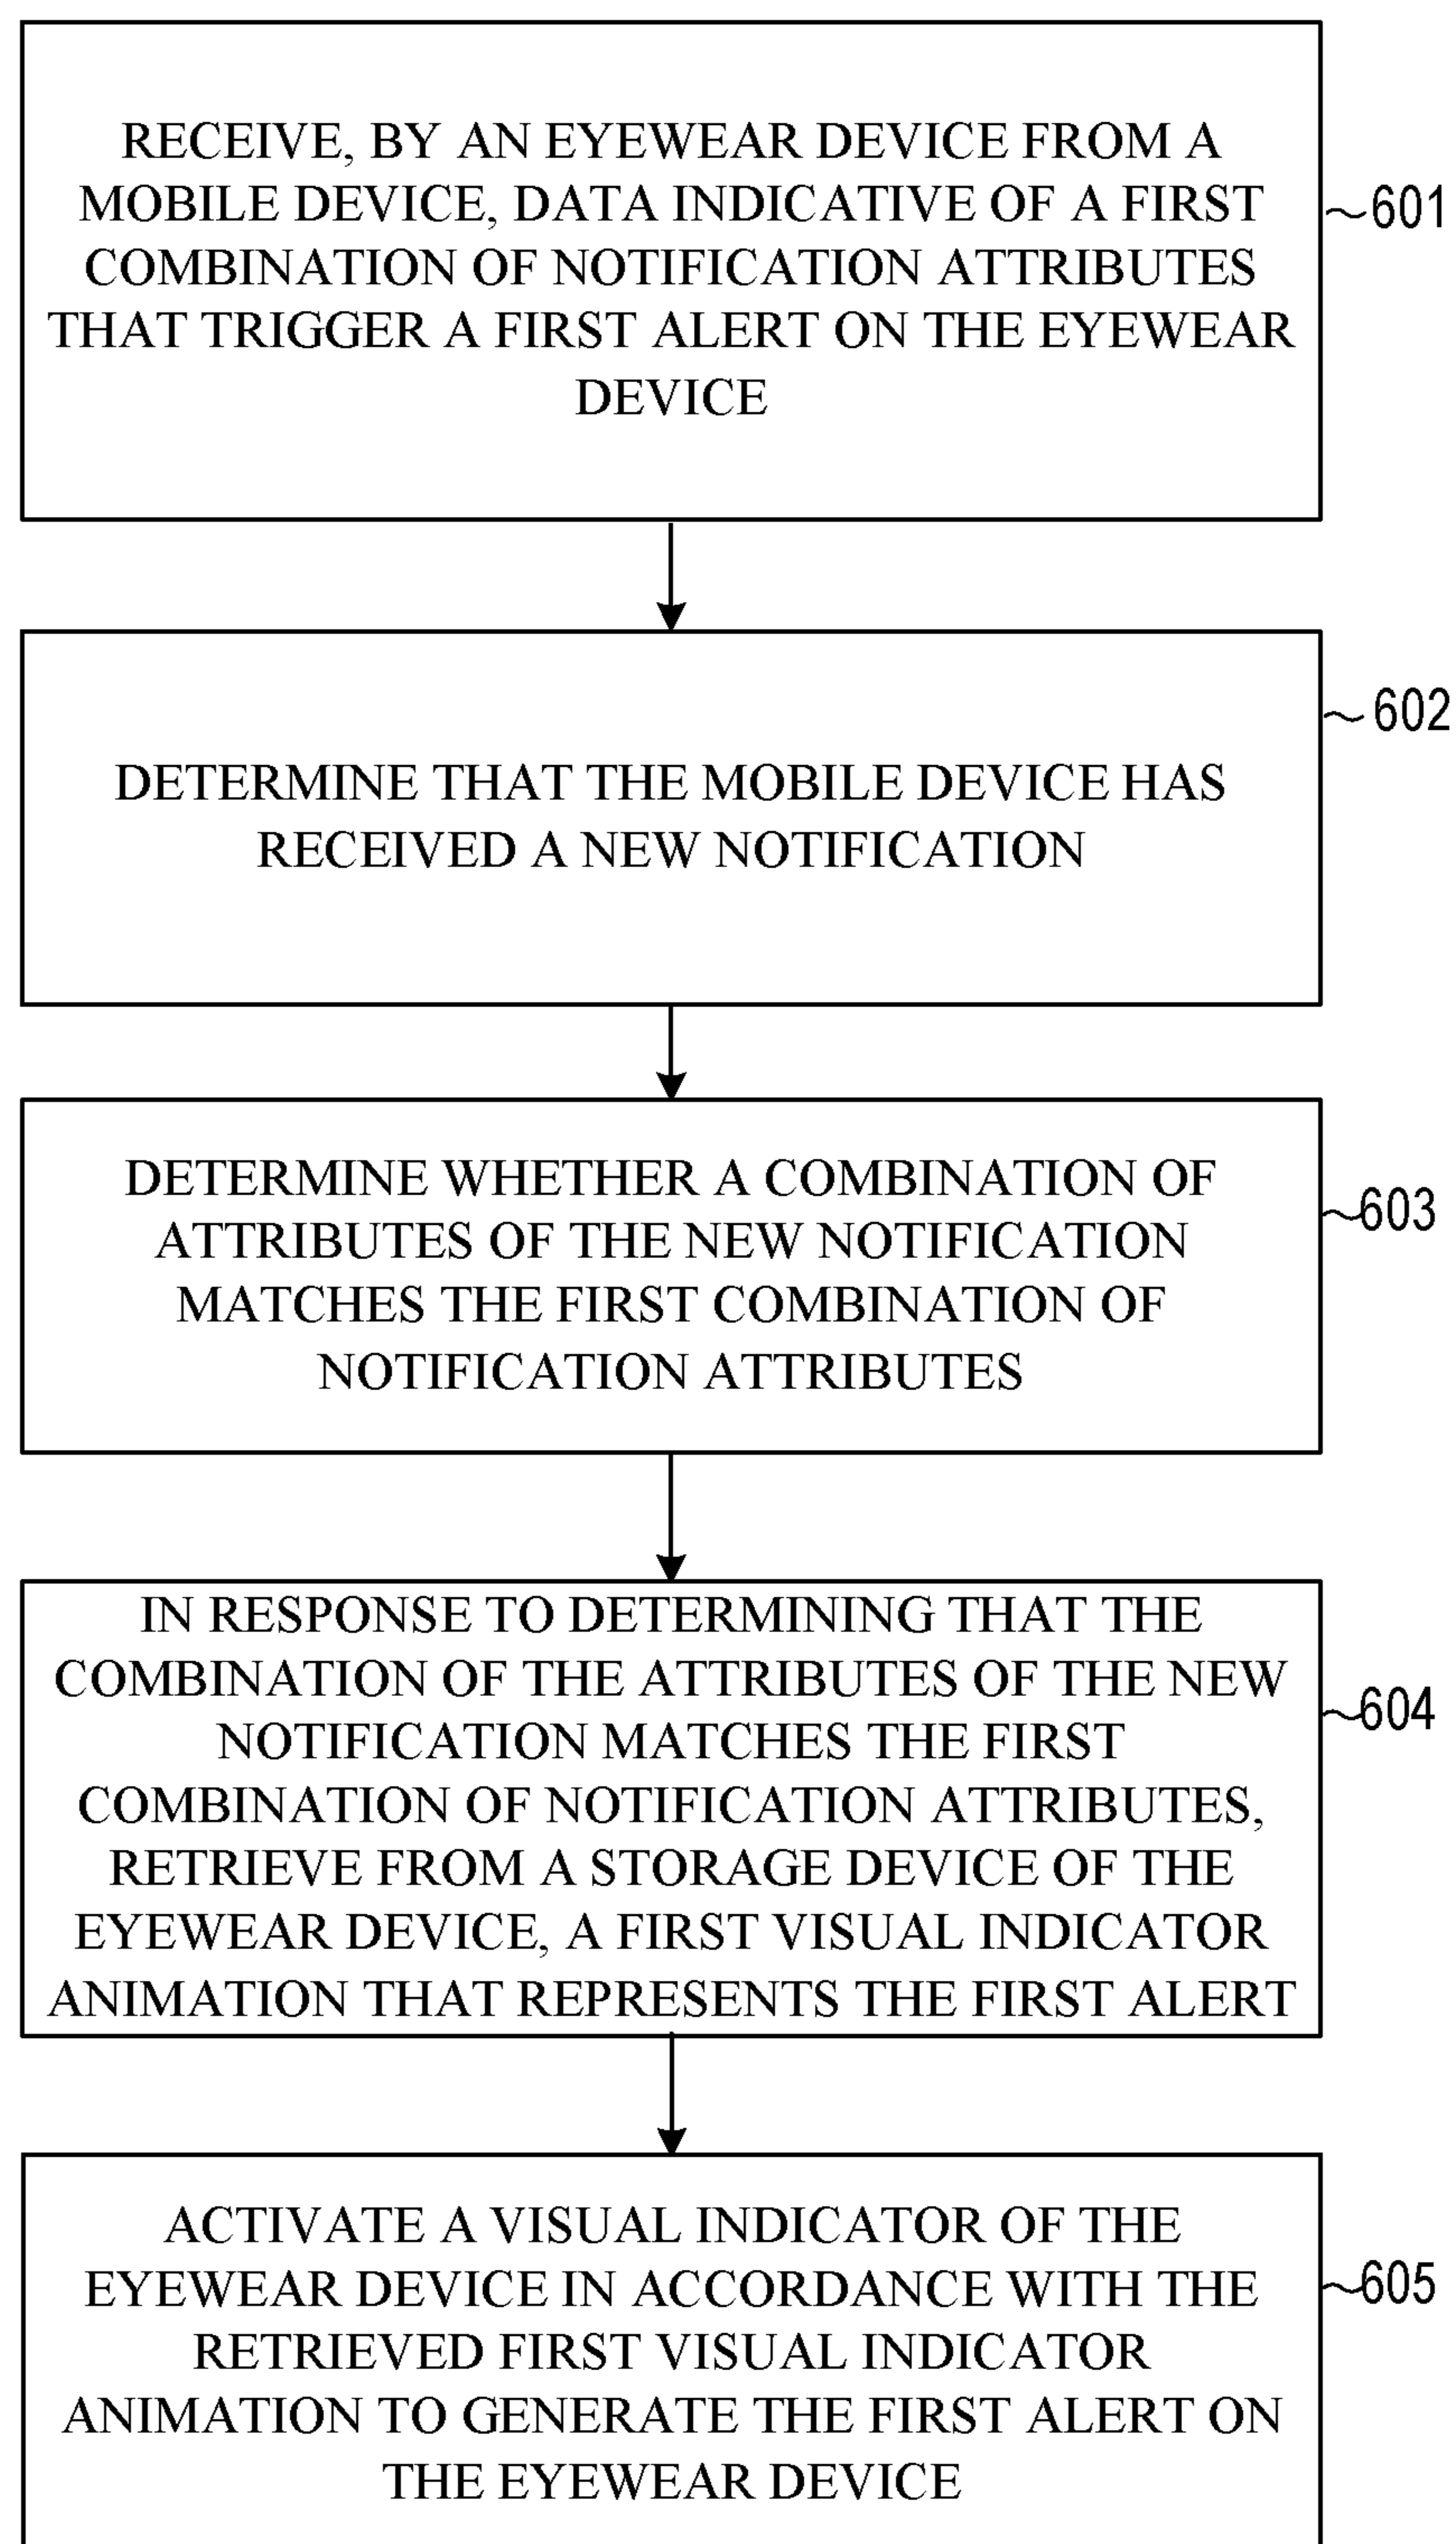 RECEIVE, BY AN EYEWEAR DEVICE FROM A
MOBILE DEVICE, DATA INDICATIVE OF A FIRST
COMBINATION OF NOTIFICATION ATTRIBUTES
THAT TRIGGER A FIRST ALERT ON THE EYEWEAR
DEVICE
601
DETERMINE THAT THE MOBILE DEVICE HAS
RECEIVED A NEW NOTIFICATION
602
DETERMINE WHETHER A COMBINATION OF
ATTRIBUTES OF THE NEW NOTIFICATION
MATCHES THE FIRST COMBINATION OF
NOTIFICATION ATTRIBUTES
603
IN RESPONSE TO DETERMINING THAT THE
COMBINATION OF THE ATTRIBUTES OF THE NEW
NOTIFICATION MATCHES THE FIRST
COMBINATION OF NOTIFICATION ATTRIBUTES,
RETRIEVE FROM A STORAGE DEVICE OF THE
EYEWEAR DEVICE, A FIRST VISUAL INDICATOR
ANIMATION THAT REPRESENTS THE FIRST ALERT
604
ACTIVATE A VISUAL INDICATOR OF THE
EYEWEAR DEVICE IN ACCORDANCE WITH THE
RETRIEVED FIRST VISUAL INDICATOR
ANIMATION TO GENERATE THE FIRST ALERT ON
THE EYEWEAR DEVICE
605